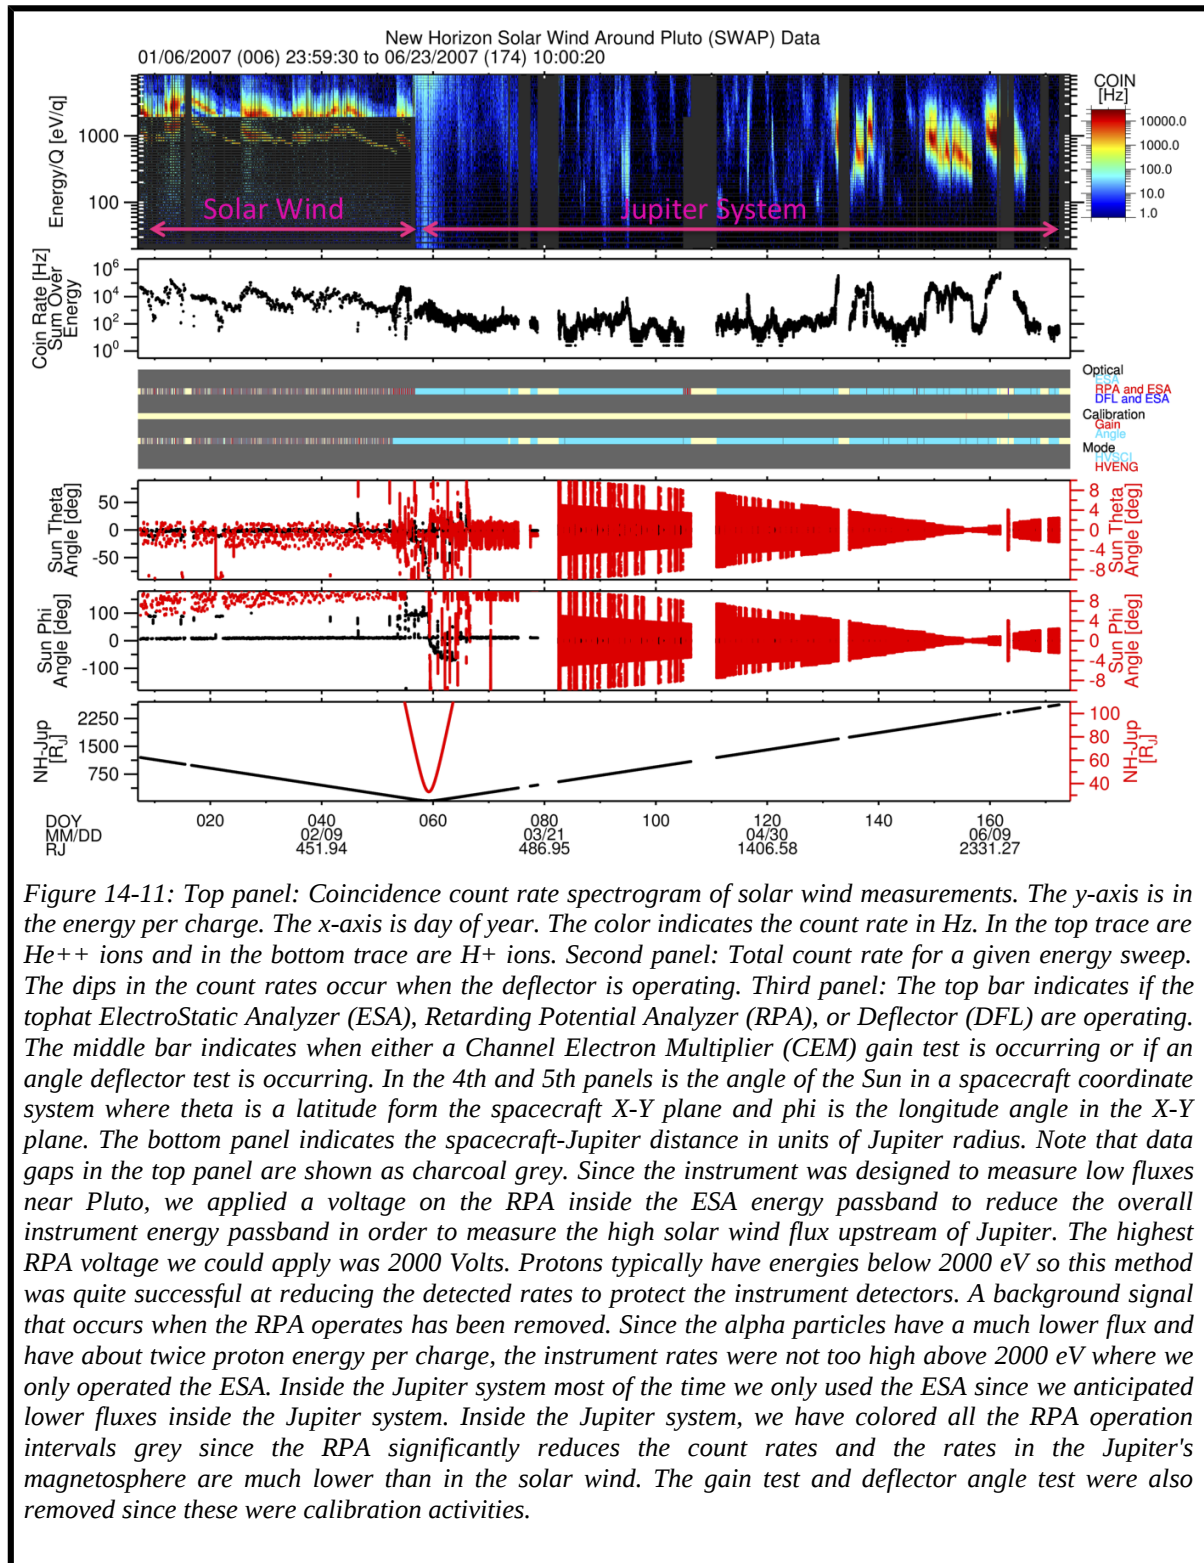 New Horizon Solar Wind Around Pluto (SWAP) Data
01/06/2007 (006) 23:59:30 to 06/23/2007 (174) 10:00:20
Energy/Q [eV/q]
1000
100
Solar Wind
Jupiter System
COIN
[Hz]
10000.0
1000.0
100.0
10.0
1.0
Coin Rate [Hz]
Sum Over
Energy
10⁶
10⁴
10²
10⁰
Optical
ESA
RPA and ESA
DFL and ESA
Calibration
Gain
Angle
Mode
HVSCI
HVENG
Sun Theta
Angle [deg]
50
0
-50
8
4
0
-4
-8
Sun Theta
Angle [deg]
Sun Phi
Angle [deg]
100
0
-100
8
4
0
-4
-8
Sun Phi
Angle [deg]
NH-Jup
[RJ]
2250
1500
750
100
80
60
40
NH-Jup
[RJ]
DOY 020 040 060 080 100 120 140 160
MM/DD 02/09 03/21 04/30 06/09
RJ 451.94 486.95 1406.58 2331.27
Figure 14-11: Top panel: Coincidence count rate spectrogram of solar wind measurements. The y-axis is in
the energy per charge. The x-axis is day of year. The color indicates the count rate in Hz. In the top trace are
He++ ions and in the bottom trace are H+ ions. Second panel: Total count rate for a given energy sweep.
The dips in the count rates occur when the deflector is operating. Third panel: The top bar indicates if the
tophat ElectroStatic Analyzer (ESA), Retarding Potential Analyzer (RPA), or Deflector (DFL) are operating.
The middle bar indicates when either a Channel Electron Multiplier (CEM) gain test is occurring or if an
angle deflector test is occurring. In the 4th and 5th panels is the angle of the Sun in a spacecraft coordinate
system where theta is a latitude form the spacecraft X-Y plane and phi is the longitude angle in the X-Y
plane. The bottom panel indicates the spacecraft-Jupiter distance in units of Jupiter radius. Note that data
gaps in the top panel are shown as charcoal grey. Since the instrument was designed to measure low fluxes
near Pluto, we applied a voltage on the RPA inside the ESA energy passband to reduce the overall
instrument energy passband in order to measure the high solar wind flux upstream of Jupiter. The highest
RPA voltage we could apply was 2000 Volts. Protons typically have energies below 2000 eV so this method
was quite successful at reducing the detected rates to protect the instrument detectors. A background signal
that occurs when the RPA operates has been removed. Since the alpha particles have a much lower flux and
have about twice proton energy per charge, the instrument rates were not too high above 2000 eV where we
only operated the ESA. Inside the Jupiter system most of the time we only used the ESA since we anticipated
lower fluxes inside the Jupiter system. Inside the Jupiter system, we have colored all the RPA operation
intervals grey since the RPA significantly reduces the count rates and the rates in the Jupiter's
magnetosphere are much lower than in the solar wind. The gain test and deflector angle test were also
removed since these were calibration activities.